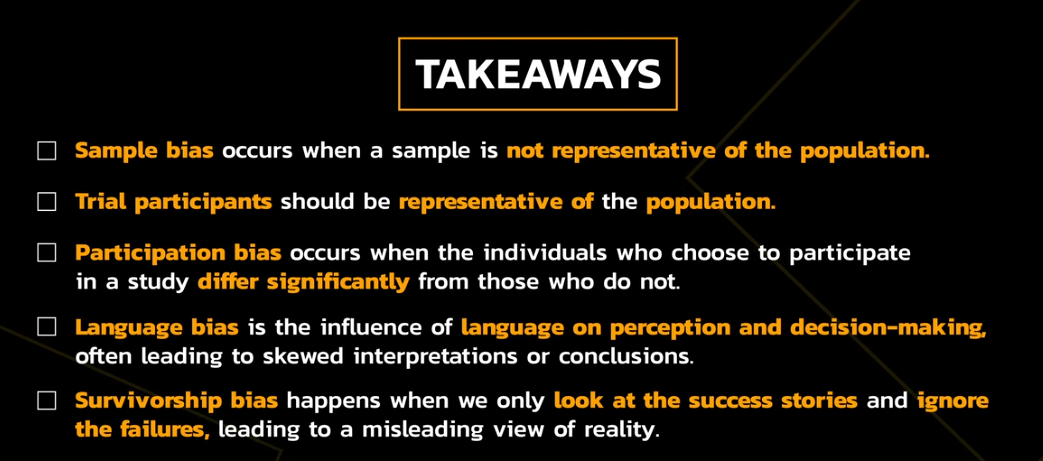 TAKEAWAYS
Sample bias occurs when a sample is not representative of the population.
Trial participants should be representative of the population.
Participation bias occurs when the individuals who choose to participate
in a study differ significantly from those who do not.
Language bias is the influence of language on perception and decision-making,
often leading to skewed interpretations or conclusions.
Survivorship bias happens when we only look at the success stories and ignore
the failures, leading to a misleading view of reality.